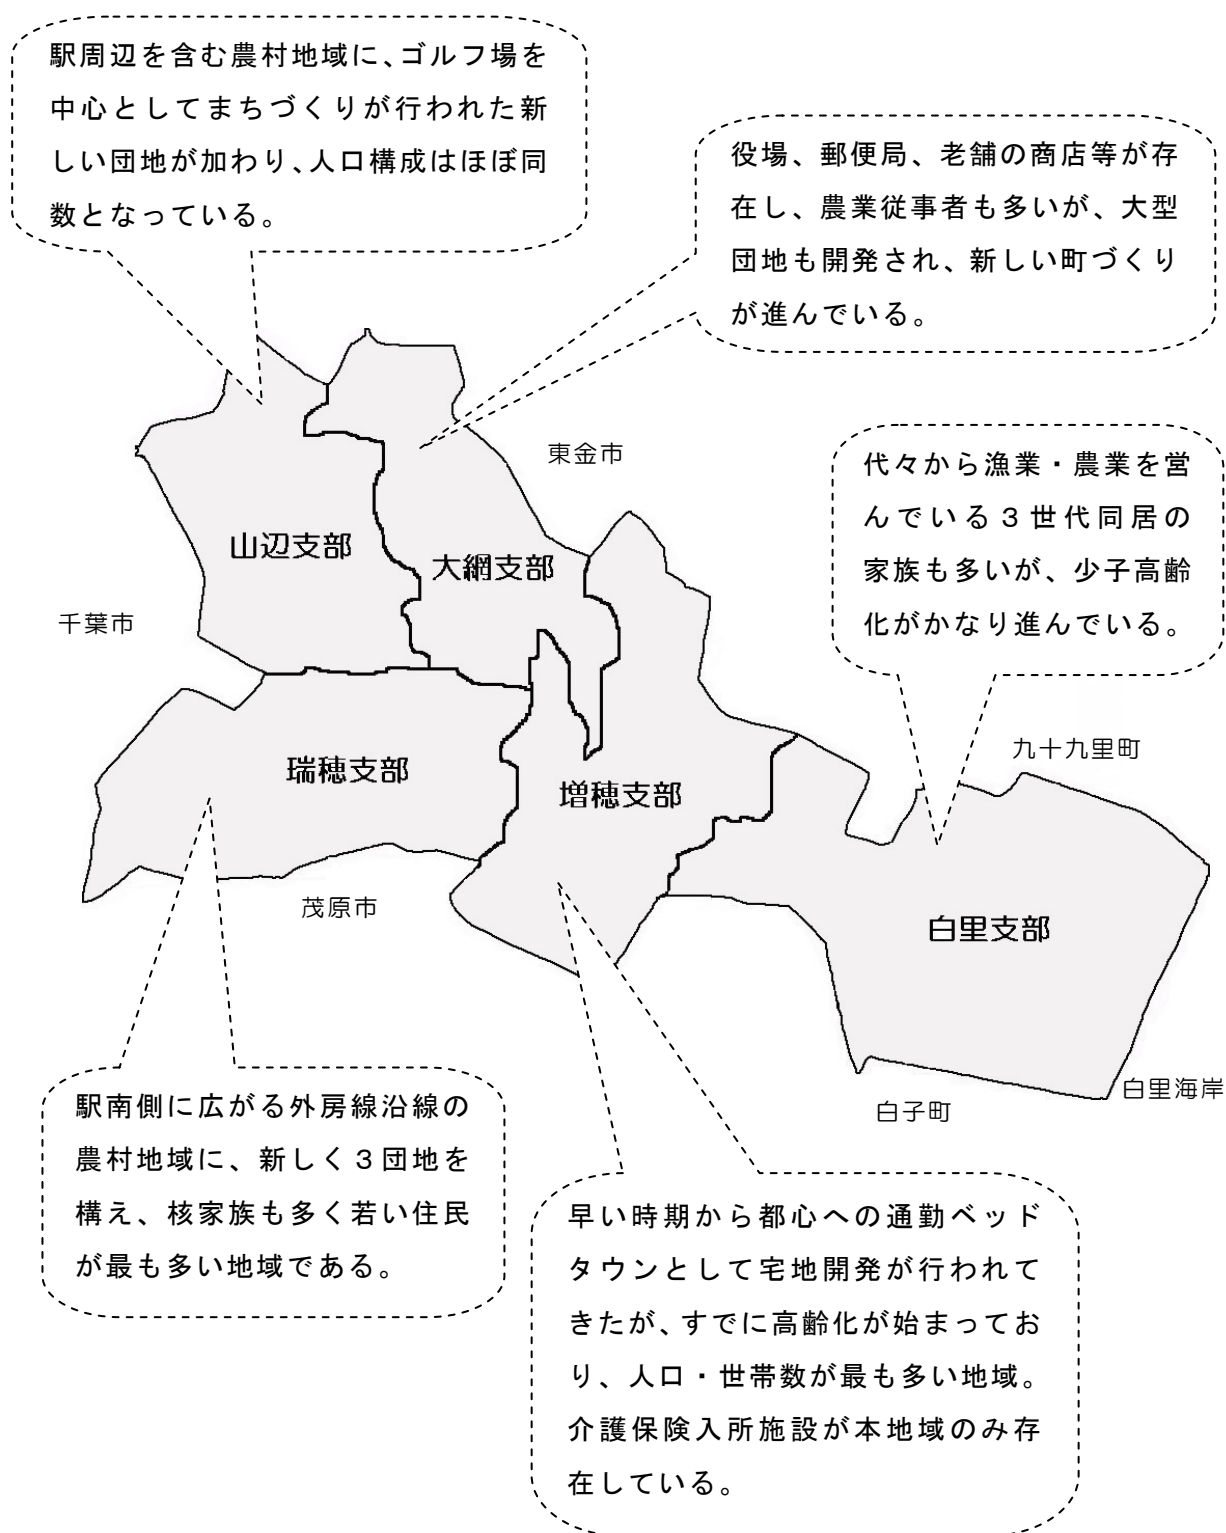 駅周辺を含む農村地域に、ゴルフ場を
中心としてまちづくりが行われた新
しい団地が加わり、人口構成はほぼ同
数となっている。
役場、郵便局、老舗の商店等が存
在し、農業従事者も多いが、大型
団地も開発され、新しい町づくり
が進んでいる。
東金市
代々から漁業・農業を営
んでいる３世代同居の
家族も多いが、少子高齢
化がかなり進んでいる。
山辺支部
大網支部
千葉市
九十九里町
瑞穂支部
増穂支部
茂原市
白里支部
白里海岸
白子町
駅南側に広がる外房線沿線の
農村地域に、新しく３団地を
構え、核家族も多く若い住民
が最も多い地域である。
早い時期から都心への通勤ベッド
タウンとして宅地開発が行われて
きたが、すでに高齢化が始まってお
り、人口・世帯数が最も多い地域。
介護保険入所施設が本地域のみ存
在している。